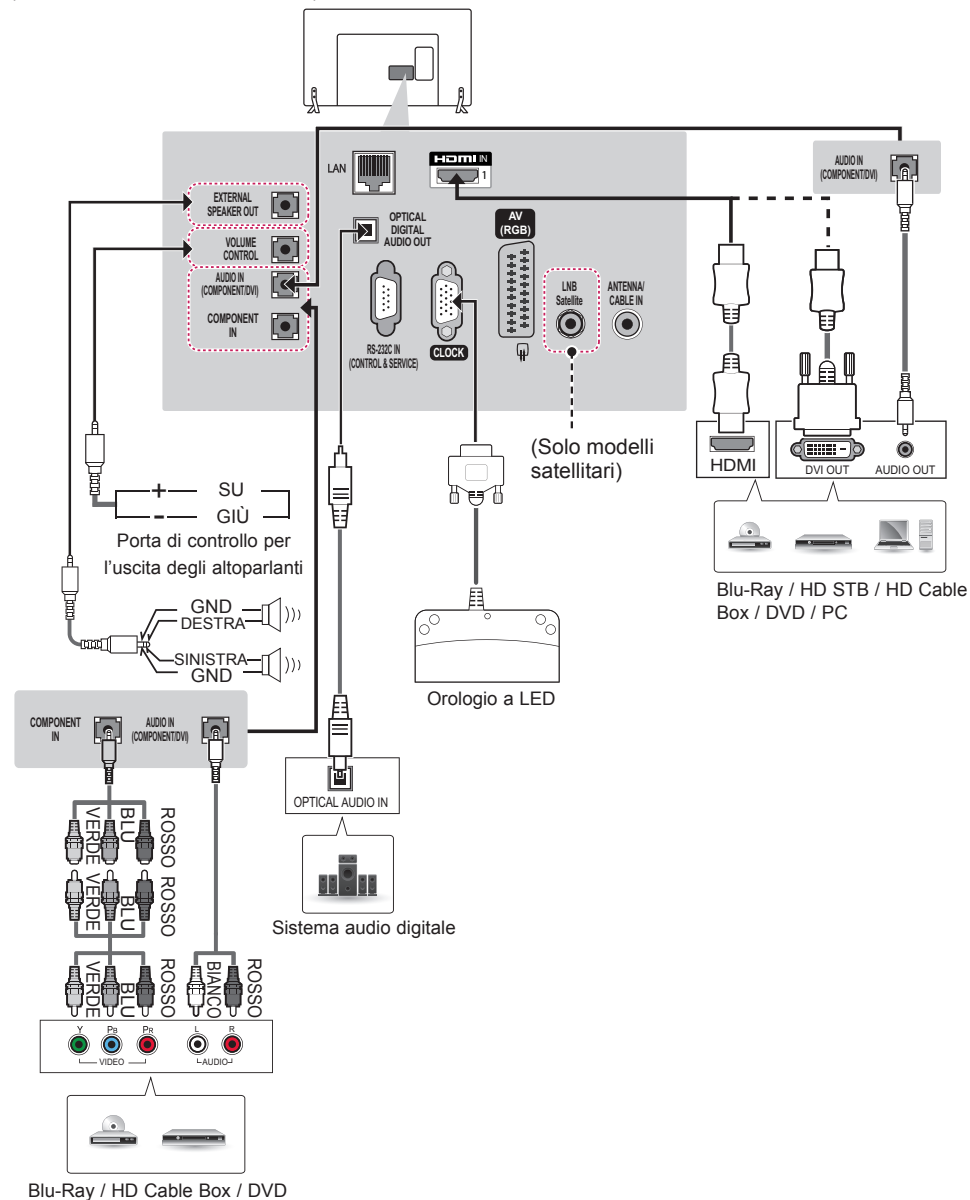 LAN
HDMI IN
1
AUDIO IN
(COMPONENT/DVI)
EXTERNAL
SPEAKER OUT
OPTICAL
DIGITAL
AUDIO OUT
AV
(RGB)
VOLUME
CONTROL
AUDIO IN
(COMPONENT/DVI)
COMPONENT
IN
LNB
Satellite
ANTENNA/
CABLE IN
RS-232C IN
(CONTROL & SERVICE)
CLOCK
(Solo modelli
satellitari)
HDMI
DVI OUT
AUDIO OUT
+ SU
- GIÙ
Porta di controllo per
l'uscita degli altoparlanti
Blu-Ray / HD STB / HD Cable
Box / DVD / PC
GND
DESTRA
SINISTRA
GND
Orologio a LED
COMPONENT
IN
AUDIO IN
(COMPONENT/DVI)
OPTICAL AUDIO IN
VERDE
BLU
ROSSO
VERDE
BLU
ROSSO
Sistema audio digitale
VERDE
BLU
ROSSO
BIANCO
ROSSO
Y PB PR L R
VIDEO AUDIO
Blu-Ray / HD Cable Box / DVD